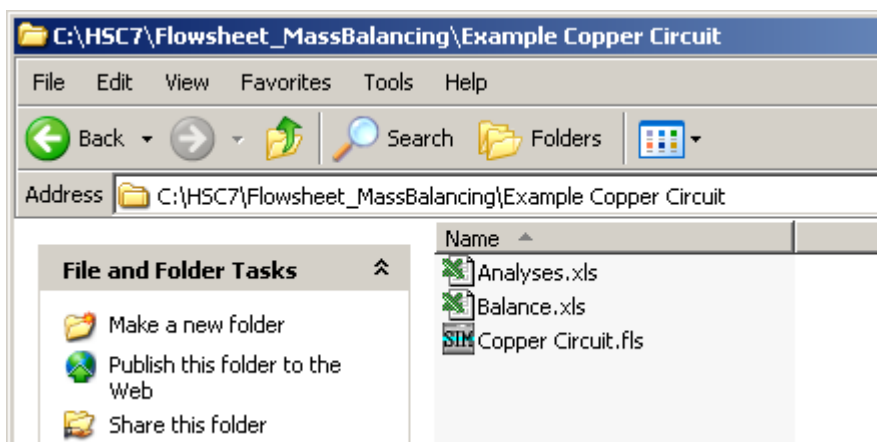 C:\HSC7\Flowsheet_MassBalancing\Example Copper Circuit
File Edit View Favorites Tools Help
Back Search Folders
Address C:\HSC7\Flowsheet_MassBalancing\Example Copper Circuit
Name
File and Folder Tasks
Make a new folder
Publish this folder to the
Web
Share this folder
Analyses.xls
Balance.xls
SIM Copper Circuit.fls